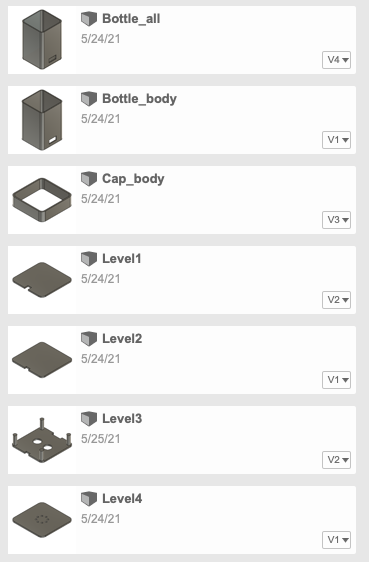 Bottle_all
5/24/21
V4
Bottle_body
5/24/21
V1
Cap_body
5/24/21
V3
Level1
5/24/21
V2
Level2
5/24/21
V1
Level3
5/25/21
V2
Level4
5/24/21
V1